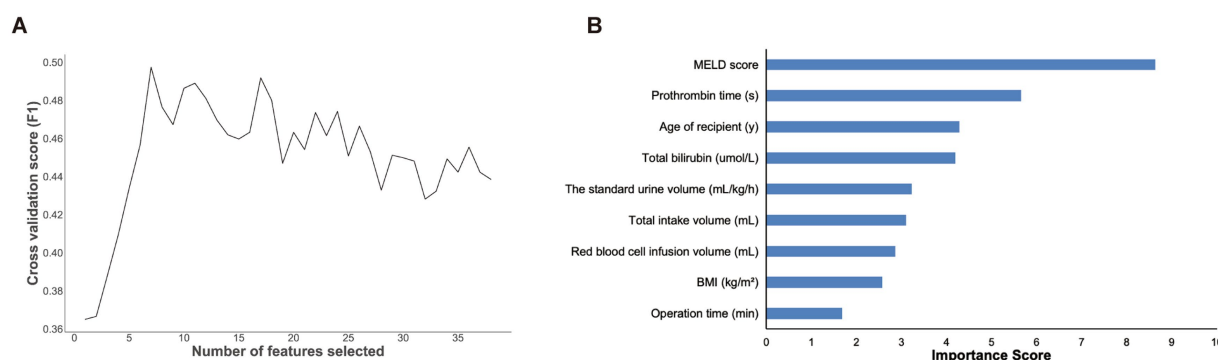 A
Cross validation score (F1)
0.50
0.48
0.46
0.44
0.42
0.40
0.38
0.36
0 5 10 15 20 25 30 35
Number of features selected
B
MELD score
Prothrombin time (s)
Age of recipient (y)
Total bilirubin (umol/L)
The standard urine volume (mL/kg/h)
Total intake volume (mL)
Red blood cell infusion volume (mL)
BMI (kg/m²)
Operation time (min)
0 1 2 3 4 5 6 7 8 9 10
Importance Score